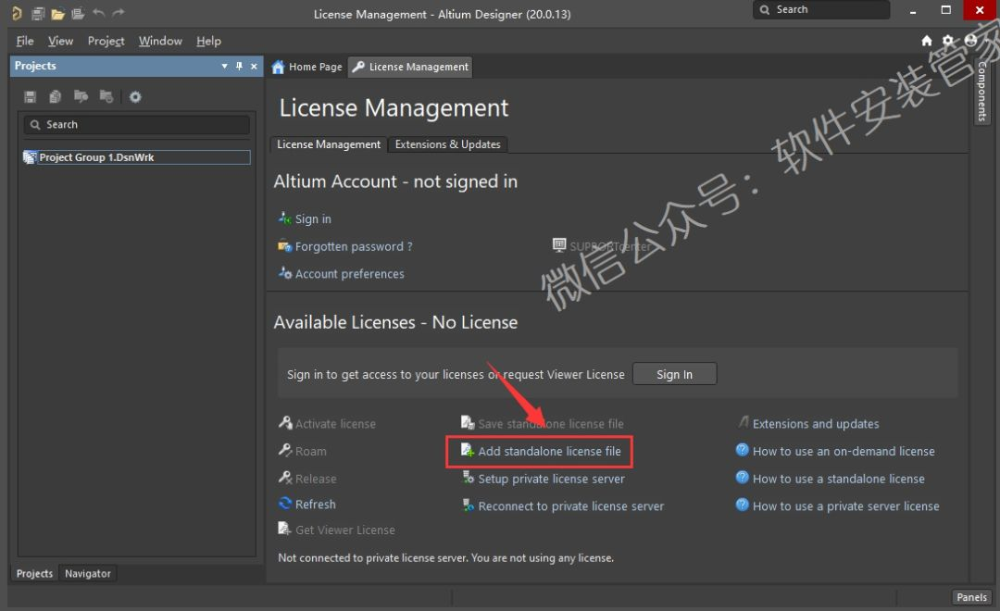 License Management - Altium Designer (20.0.13)
Search
File View Project Window Help
Projects
Home Page
License Management
Components
Search
License Management
License Management
Extensions & Updates
Project Group 1.DsnWrk
Altium Account - not signed in
Sign in
Forgotten password ?
SUPPORTcenter
Account preferences
微信公众号：软件安装管家
Available Licenses - No License
Sign in to get access to your licenses or request Viewer License
Sign In
Activate license
Save standalone license file
Extensions and updates
Roam
Add standalone license file
How to use an on-demand license
Release
Setup private license server
How to use a standalone license
Refresh
Reconnect to private license server
How to use a private server license
Get Viewer License
Not connected to private license server. You are not using any license.
Projects
Navigator
Panels